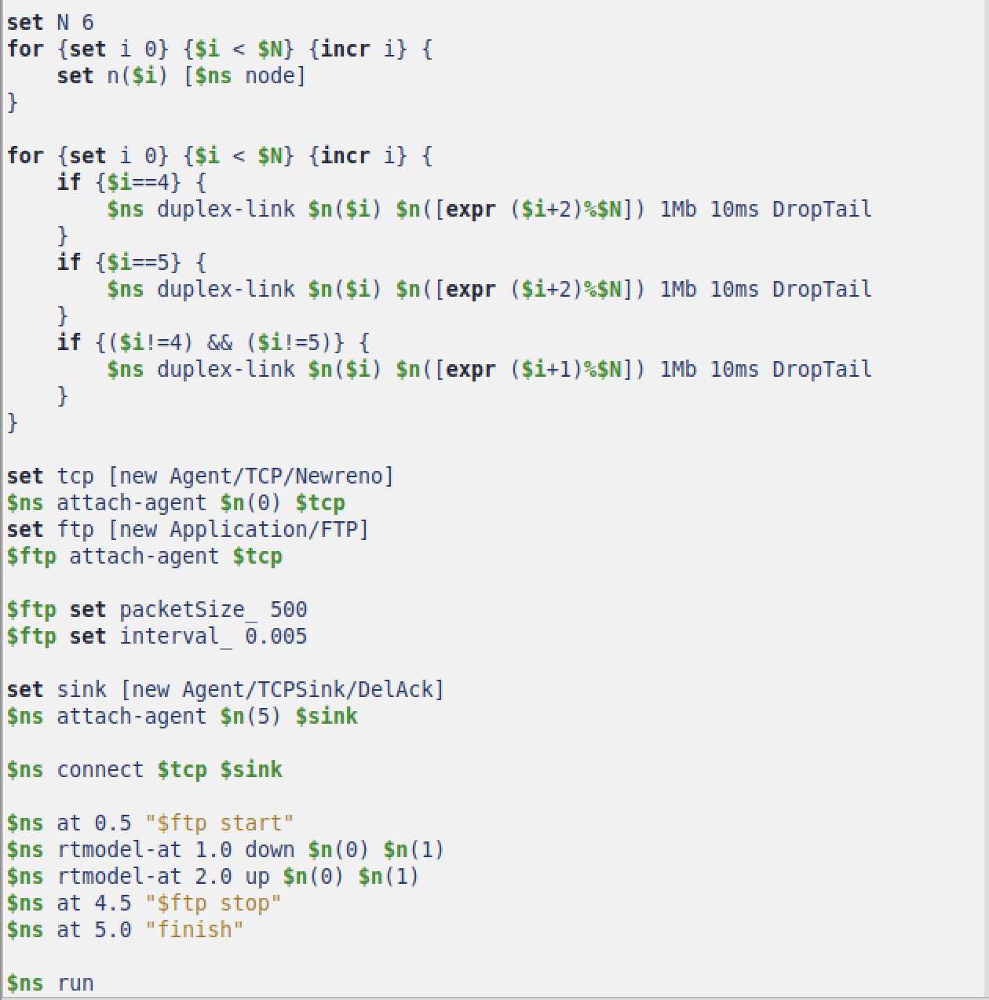 set N 6
for {set i 0} {$i < $N} {incr i} {
    set n($i) [$ns node]
}

for {set i 0} {$i < $N} {incr i} {
    if {$i==4} {
        $ns duplex-link $n($i) $n([expr ($i+2)%$N]) 1Mb 10ms DropTail
    }
    if {$i==5} {
        $ns duplex-link $n($i) $n([expr ($i+2)%$N]) 1Mb 10ms DropTail
    }
    if {($i!=4) && ($i!=5)} {
        $ns duplex-link $n($i) $n([expr ($i+1)%$N]) 1Mb 10ms DropTail
    }
}

set tcp [new Agent/TCP/Newreno]
$ns attach-agent $n(0) $tcp
set ftp [new Application/FTP]
$ftp attach-agent $tcp

$ftp set packetSize_ 500
$ftp set interval_ 0.005

set sink [new Agent/TCPSink/DelAck]
$ns attach-agent $n(5) $sink

$ns connect $tcp $sink

$ns at 0.5 "$ftp start"
$ns rtmodel-at 1.0 down $n(0) $n(1)
$ns rtmodel-at 2.0 up $n(0) $n(1)
$ns at 4.5 "$ftp stop"
$ns at 5.0 "finish"

$ns run